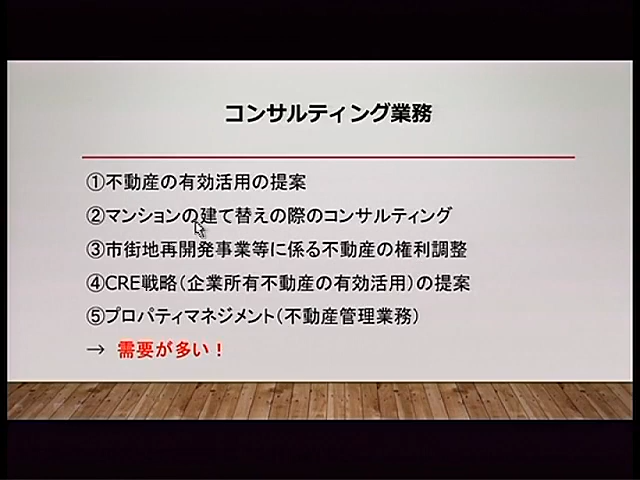 コンサルティング業務
①不動産の有効活用の提案
②マンションの建て替えの際のコンサルティング
③市街地再開発事業等に係る不動産の権利調整
④CRE戦略(企業所有不動産の有効活用)の提案
⑤プロパティマネジメント(不動産管理業務)
→ 需要が多い!